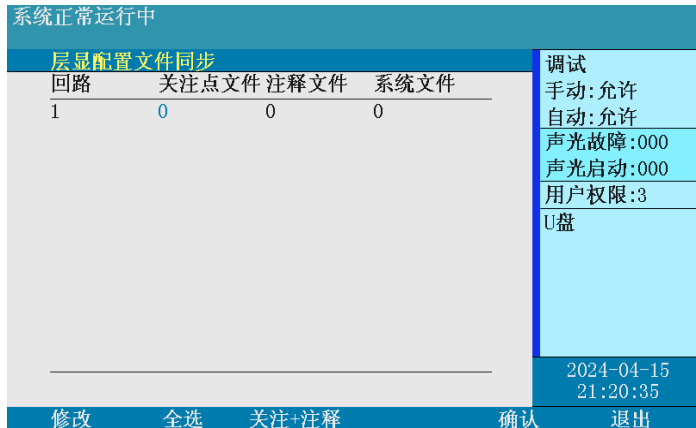 系统正常运行中
层显配置文件同步
回路 关注点文件 注释文件 系统文件
1 0 0 0
调试
手动:允许
自动:允许
声光故障:000
声光启动:000
用户权限:3
U盘
2024-04-15
21:20:35
修改 全选 关注+注释 确认 退出